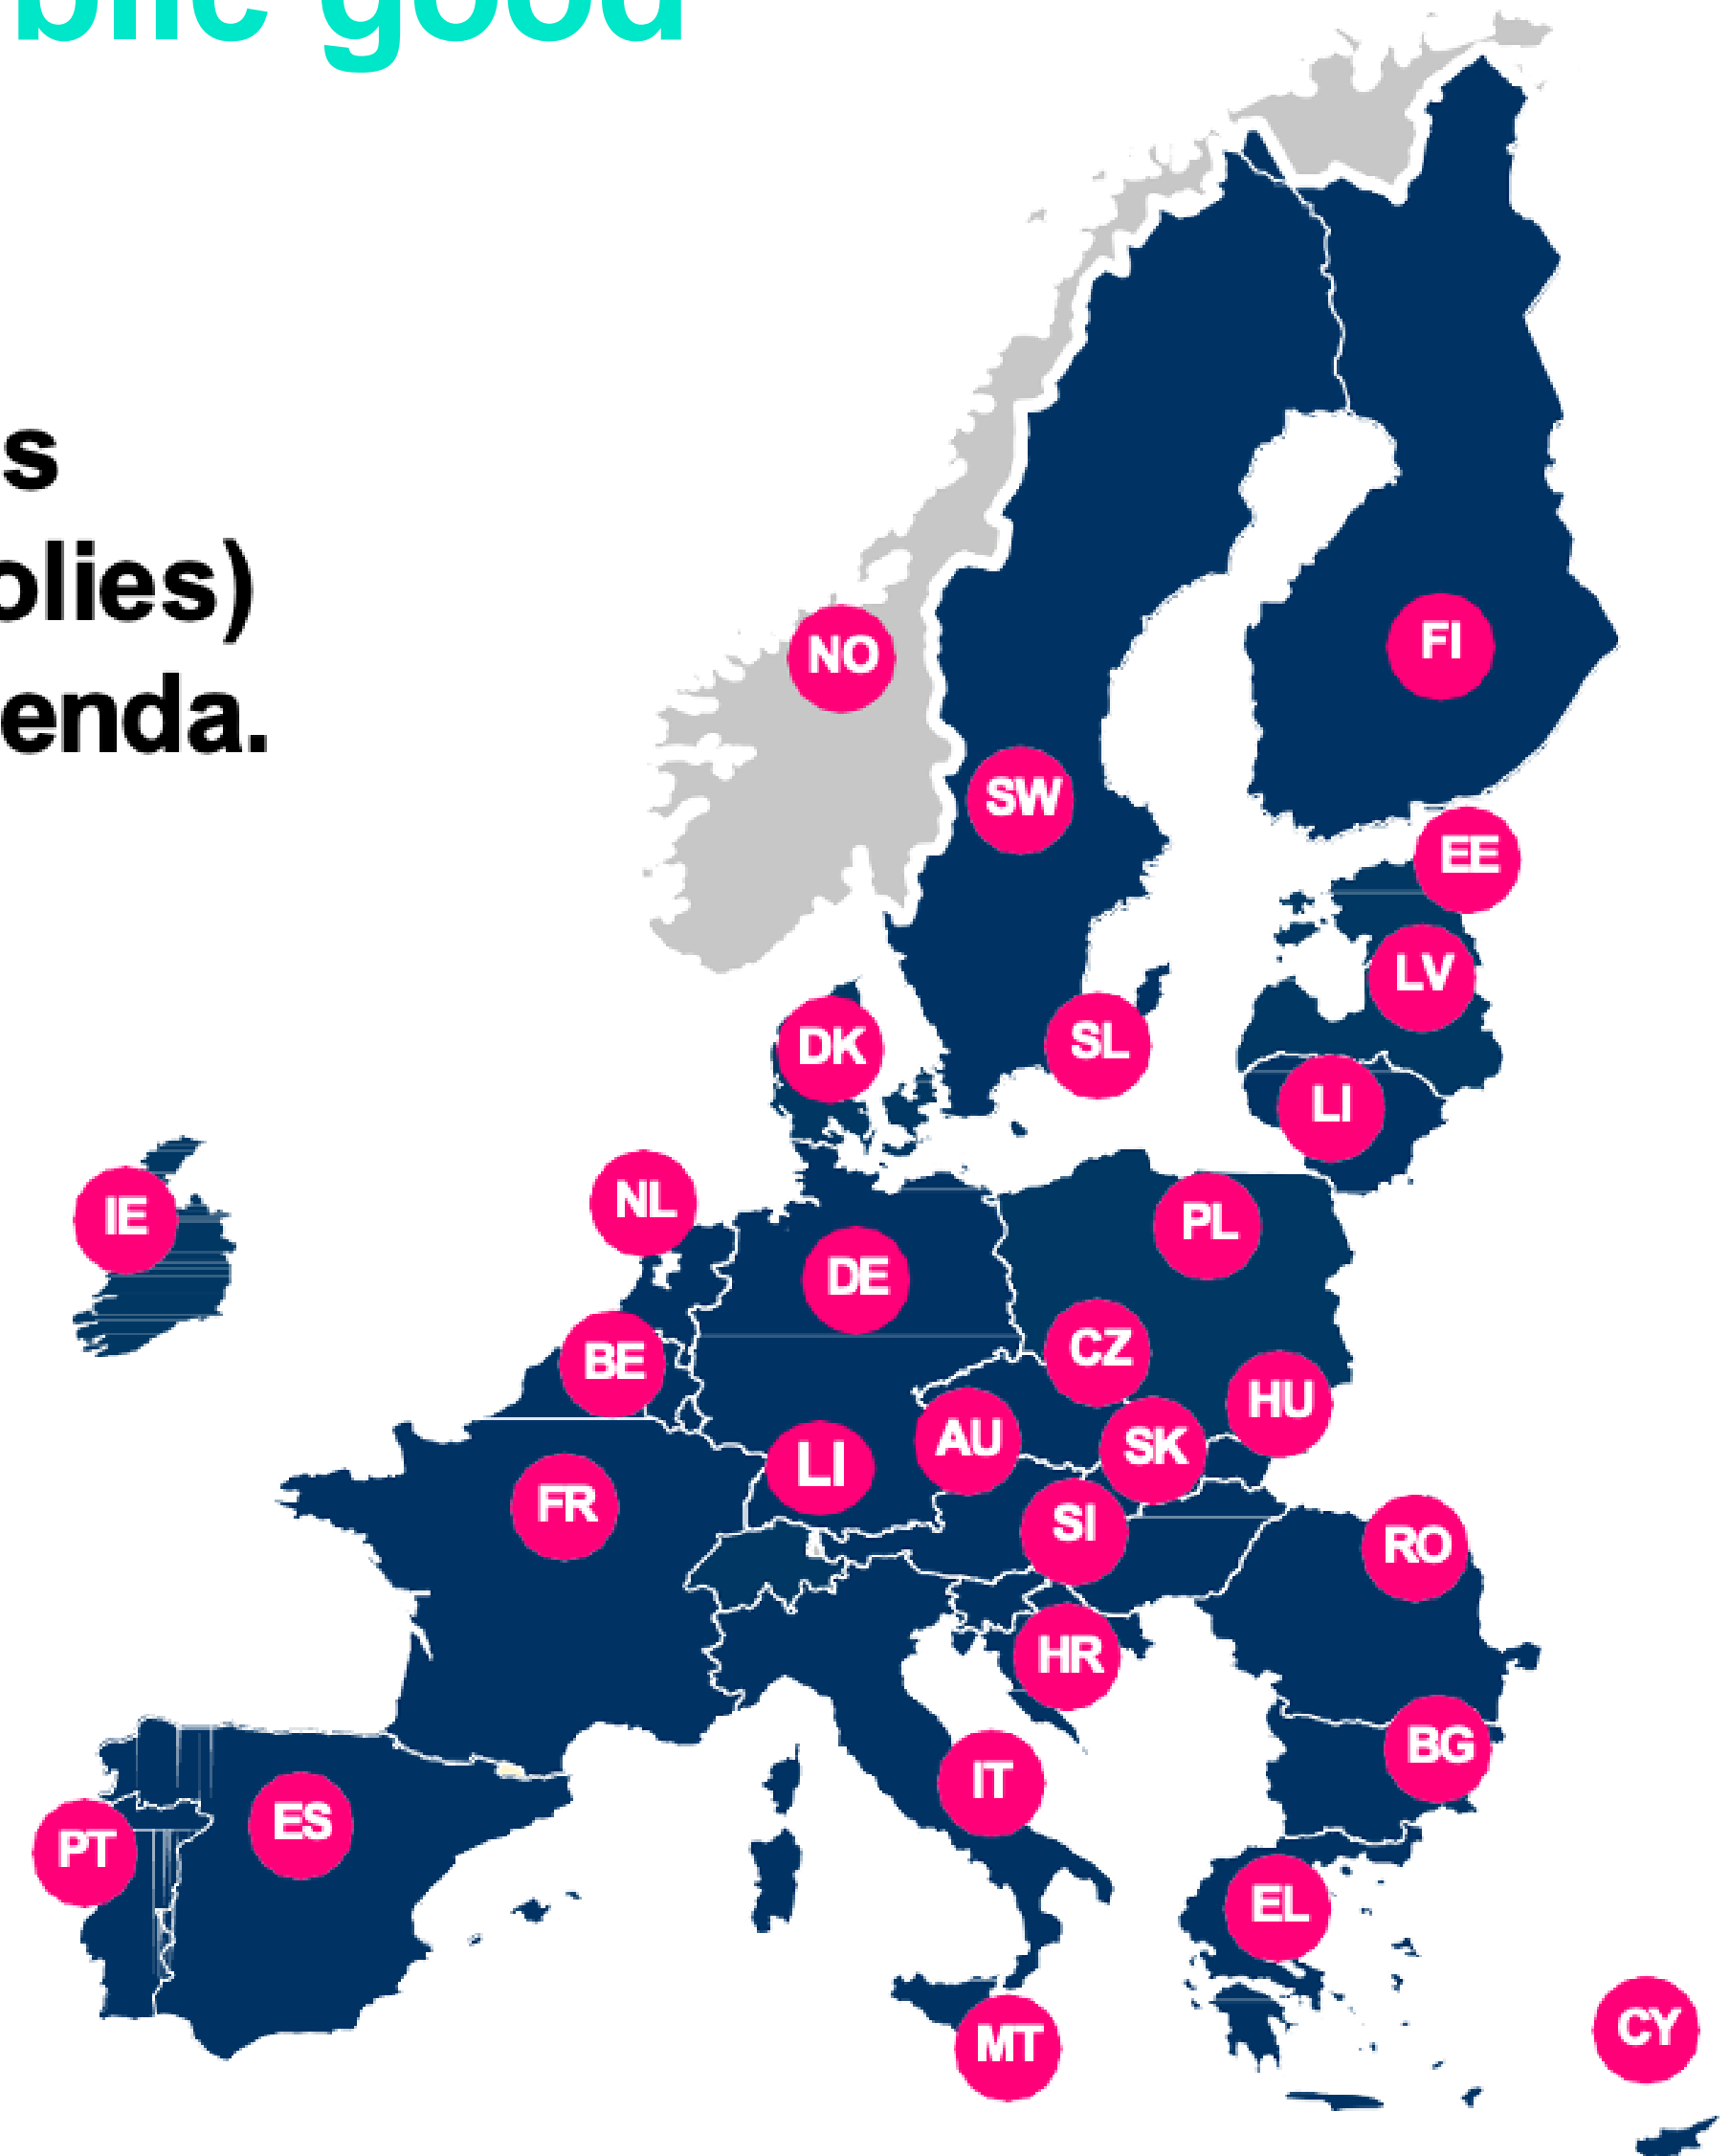 blic good
s
olies)
enda.
NO
FI
SW
EE
LV
DK
SL
LI
IE
NL
PL
DE
CZ
BE
HU
AU
SK
LI
FR
SI
RO
HR
BG
IT
ES
PT
EL
CY
MT